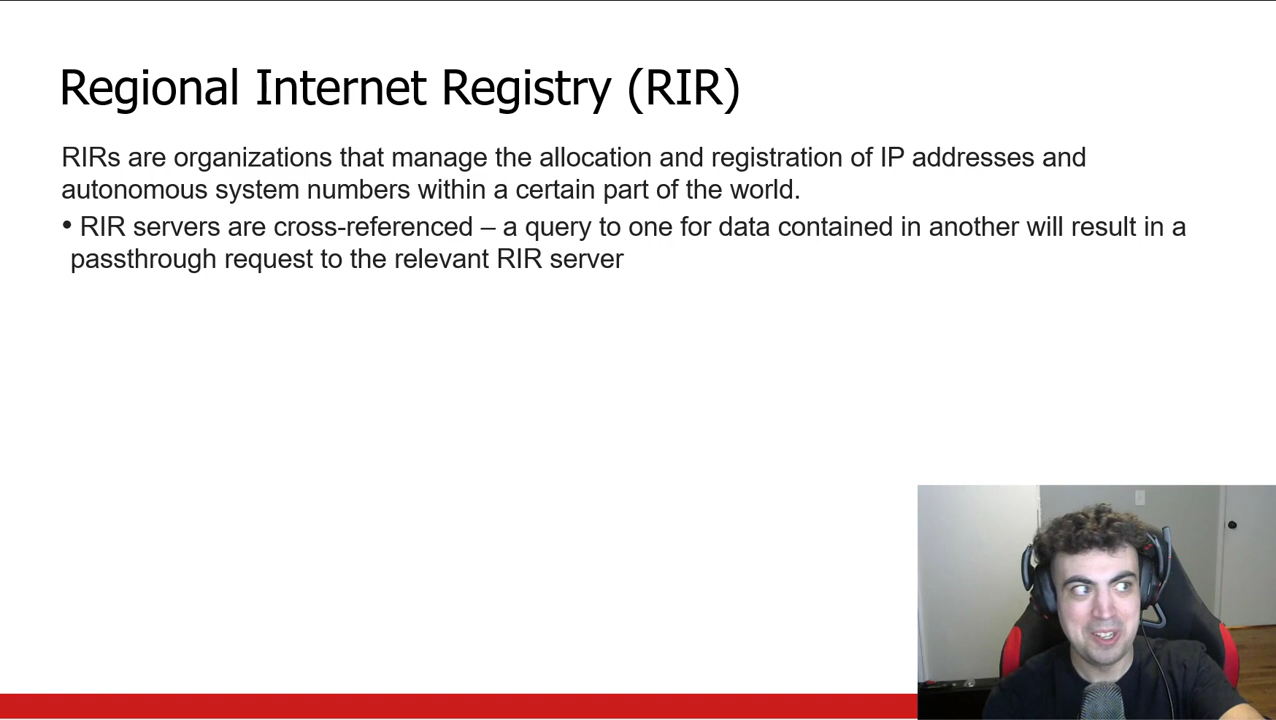 Regional Internet Registry (RIR)
RIRs are organizations that manage the allocation and registration of IP addresses and
autonomous system numbers within a certain part of the world.
• RIR servers are cross-referenced – a query to one for data contained in another will result in a
passthrough request to the relevant RIR server